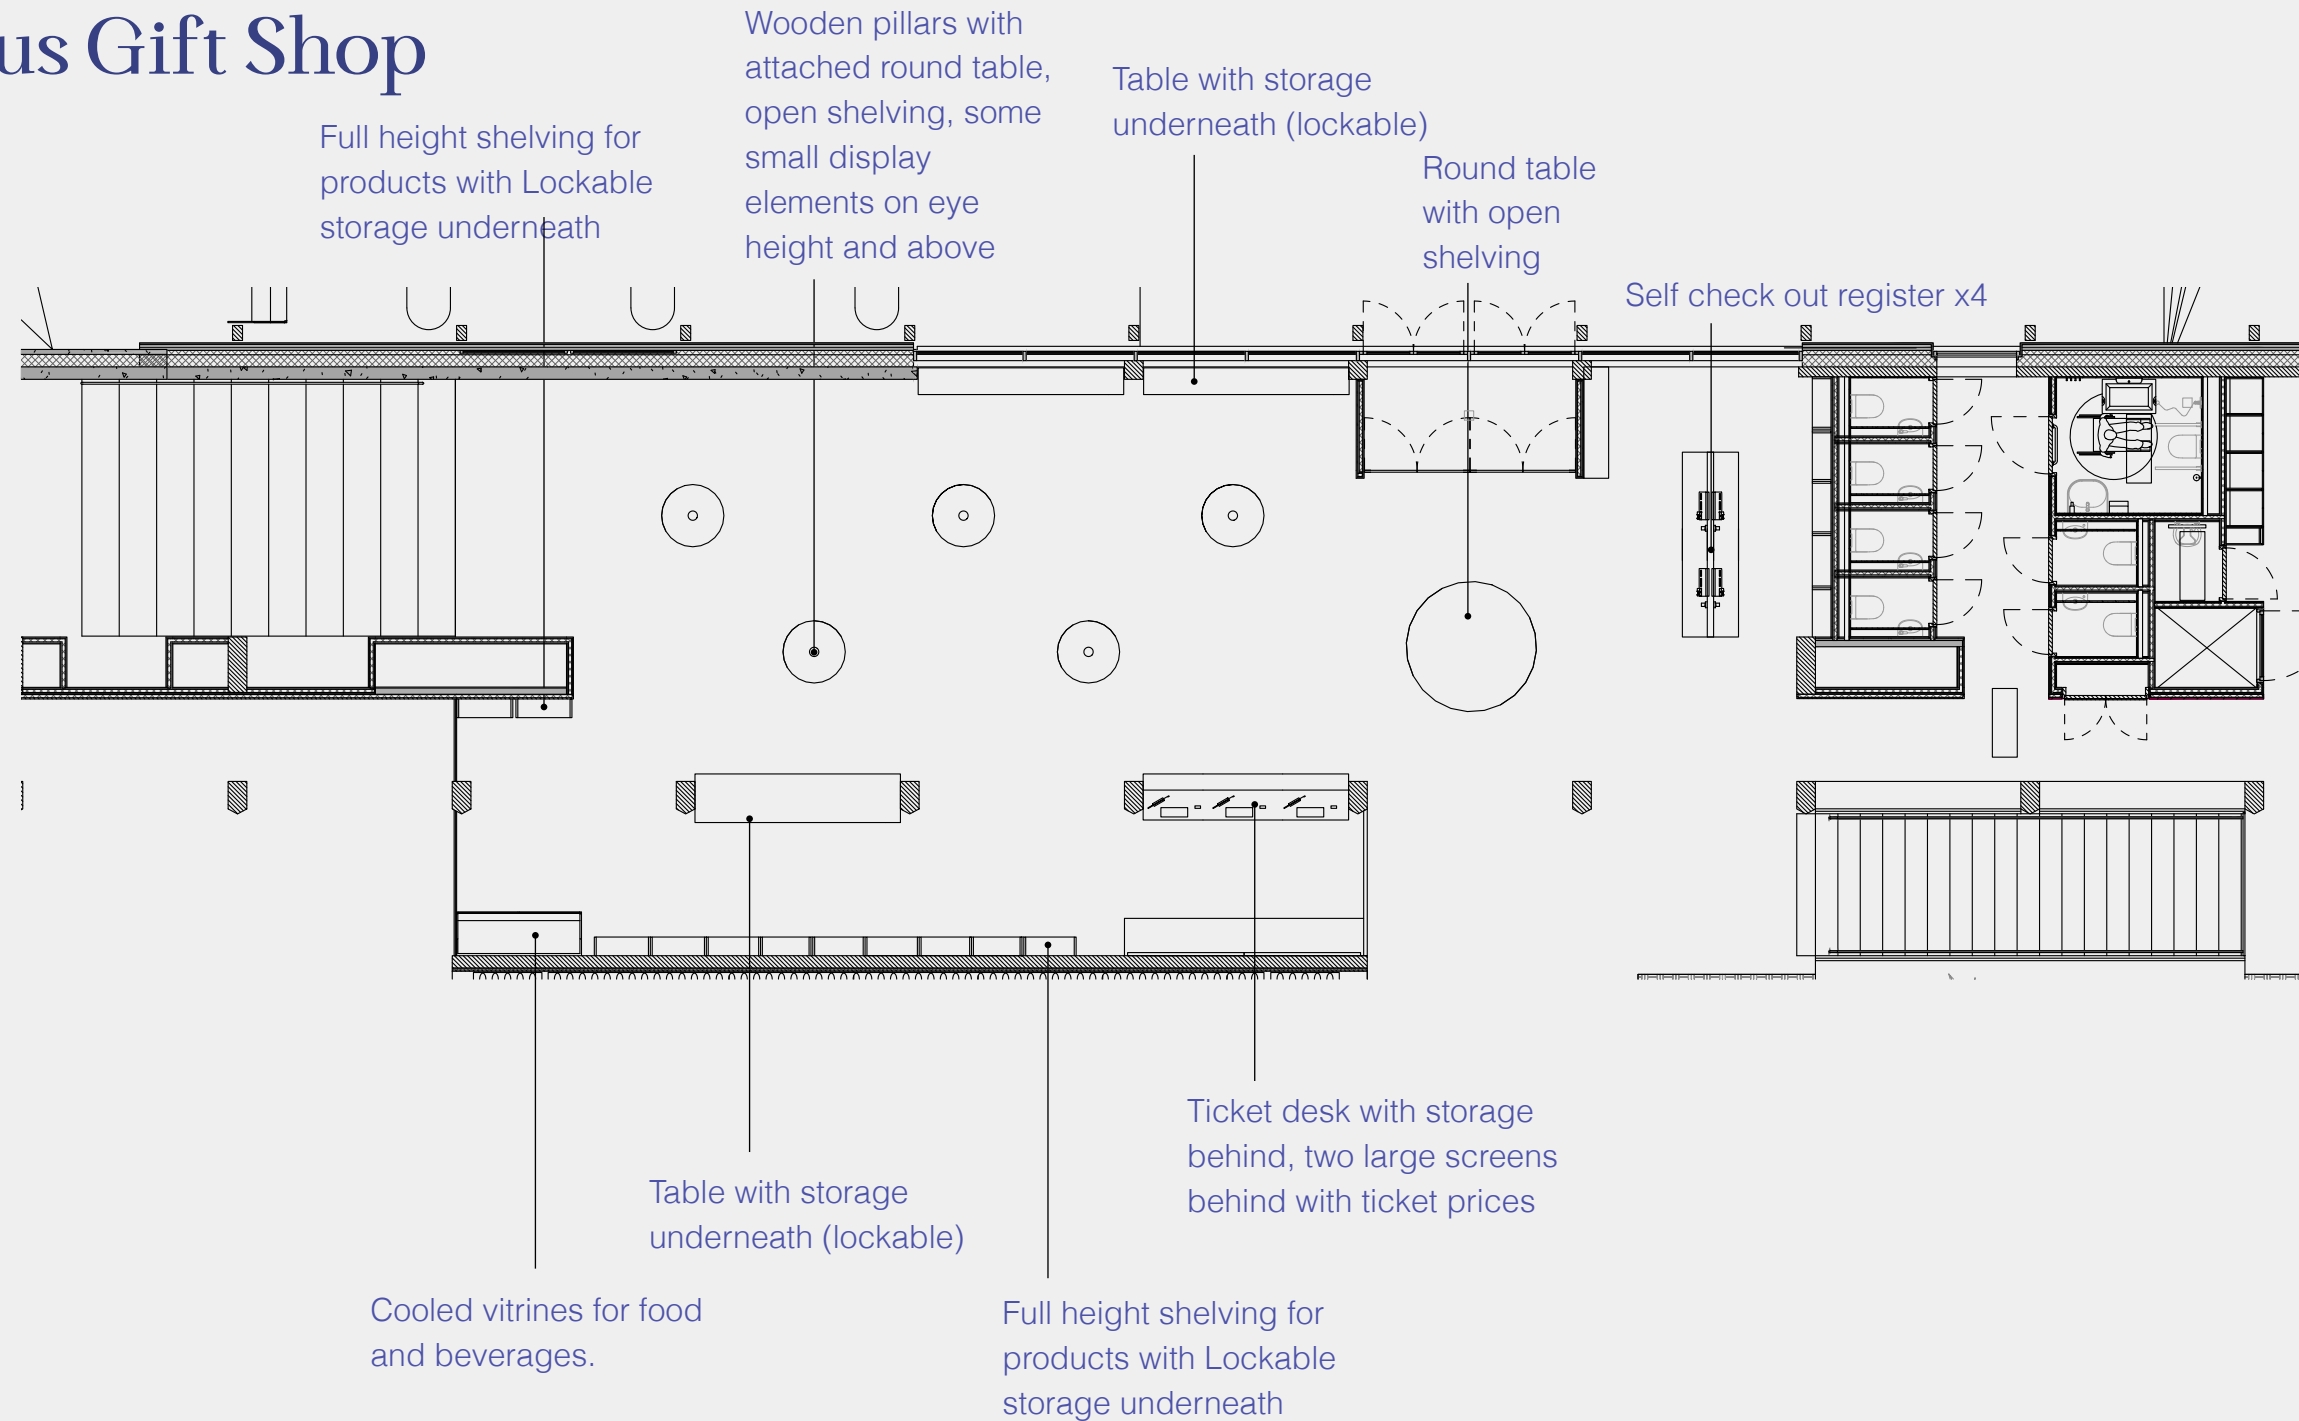 us Gift Shop
Full height shelving for
products with Lockable
storage underneath
Wooden pillars with
attached round table,
open shelving, some
small display
elements on eye
height and above
Table with storage
underneath (lockable)
Round table
with open
shelving
Self check out register x4
Ticket desk with storage
behind, two large screens
behind with ticket prices
Table with storage
underneath (lockable)
Cooled vitrines for food
and beverages.
Full height shelving for
products with Lockable
storage underneath